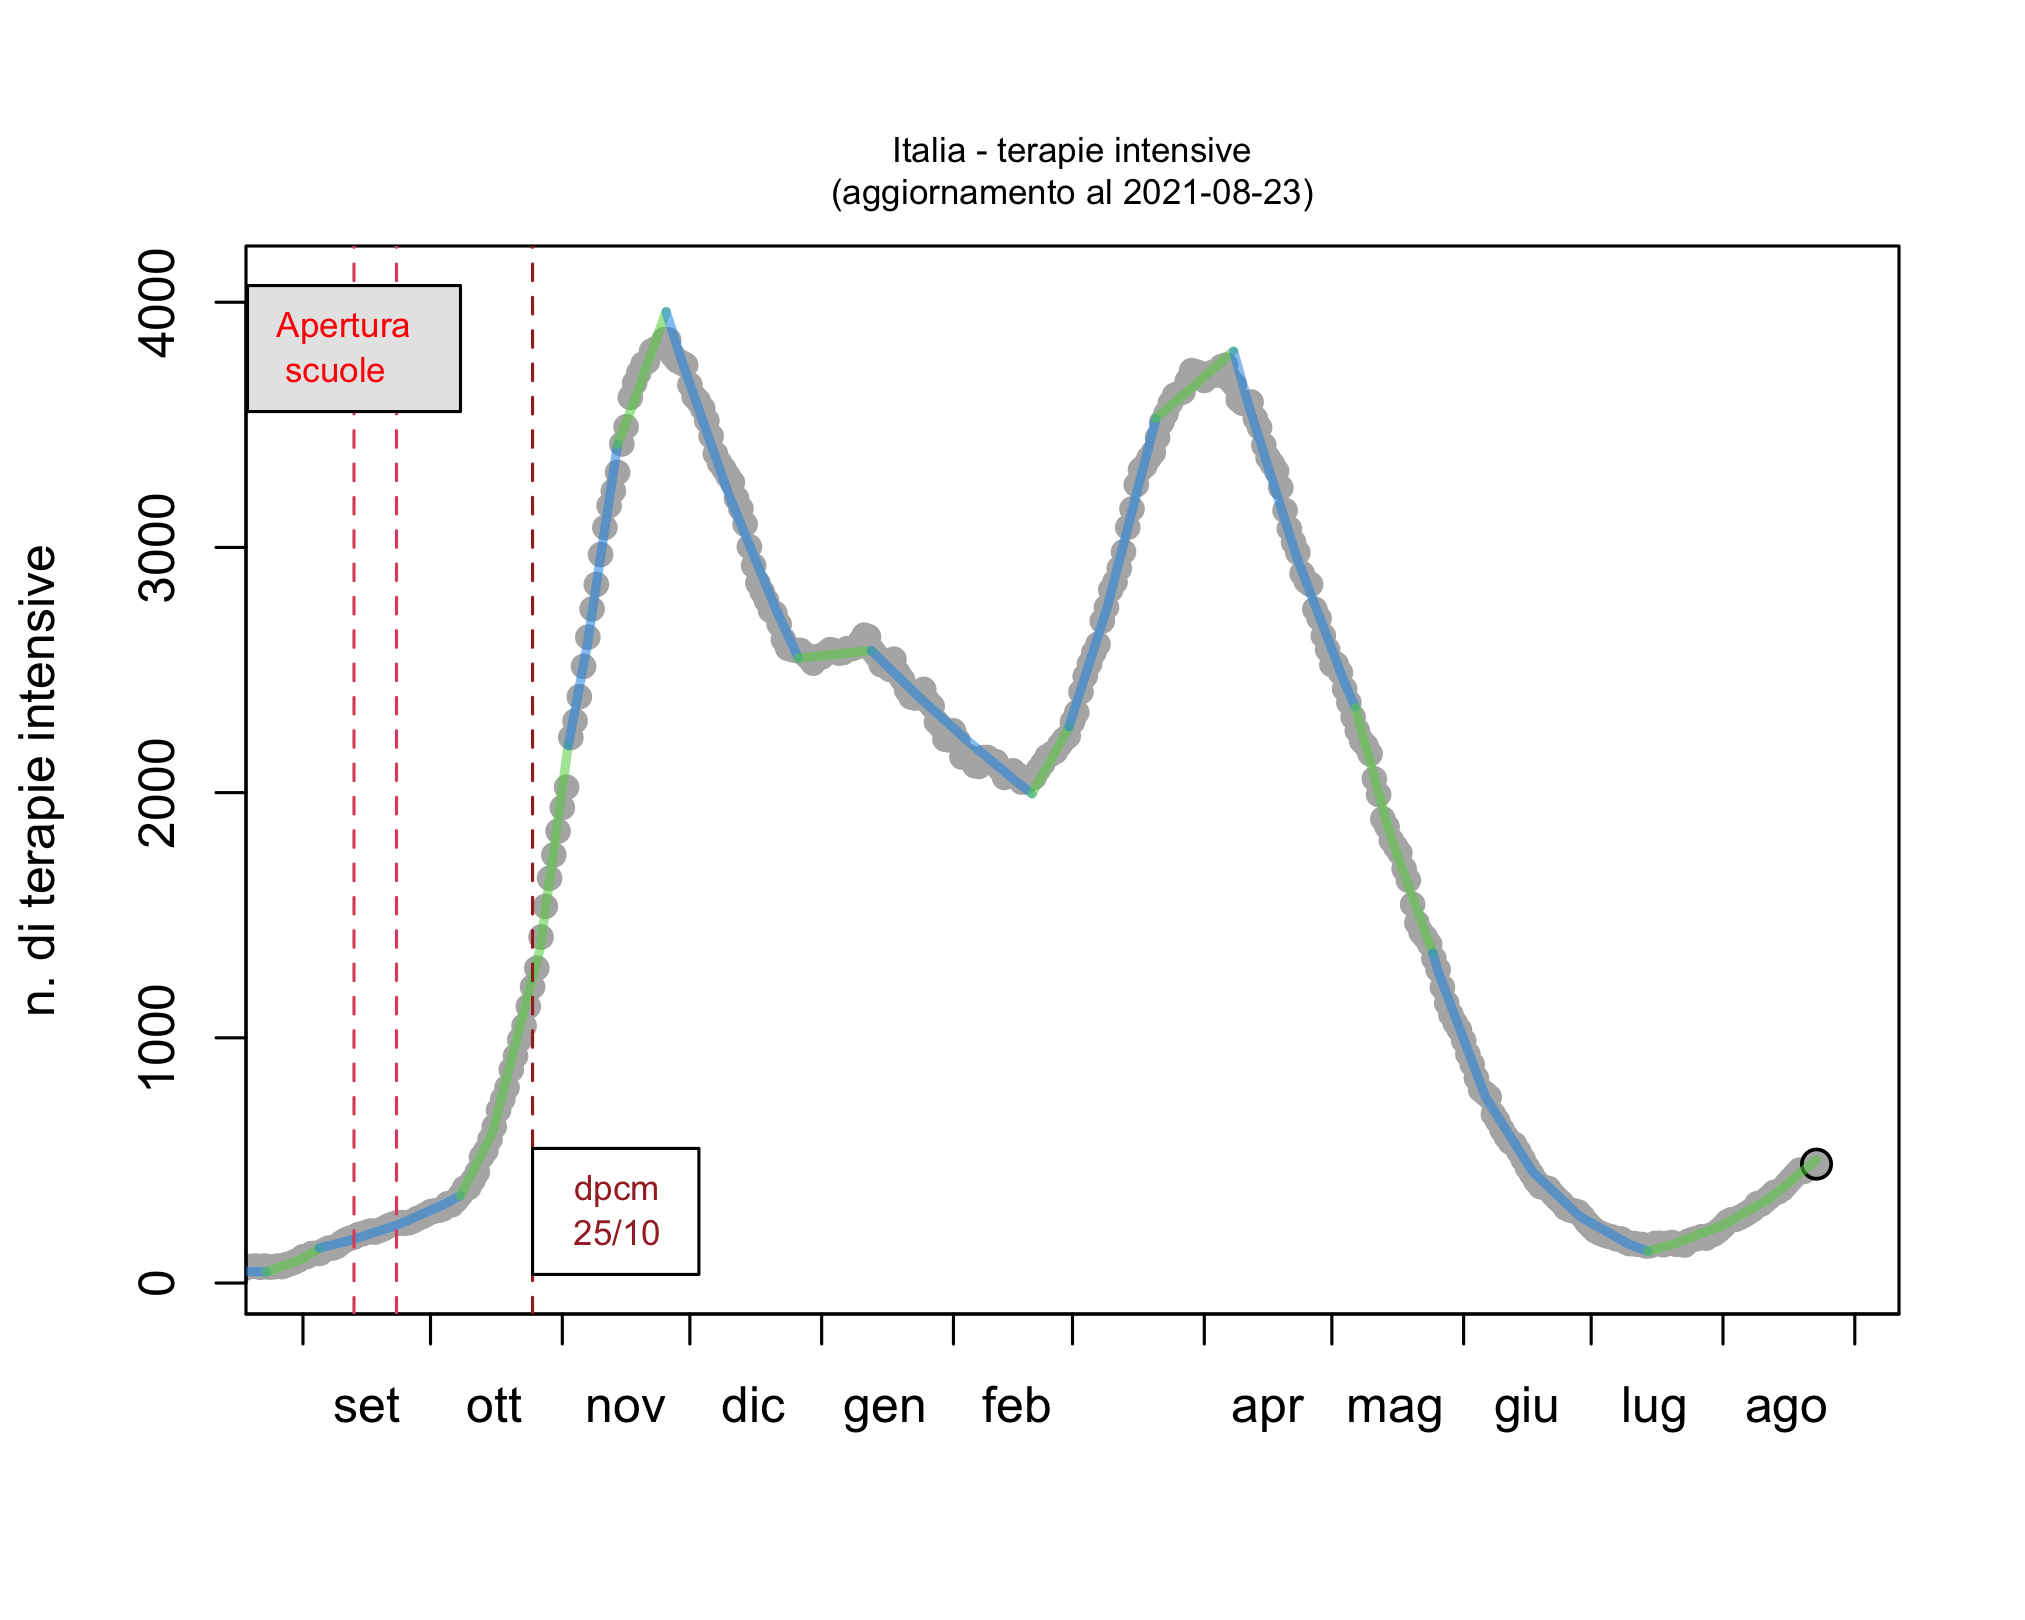 Italia - terapie intensive
(aggiornamento al 2021-08-23)
n. di terapie intensive
4000
3000
2000
1000
0
Apertura
scuole
dpcm
25/10
set ott nov dic gen feb apr mag giu lug ago